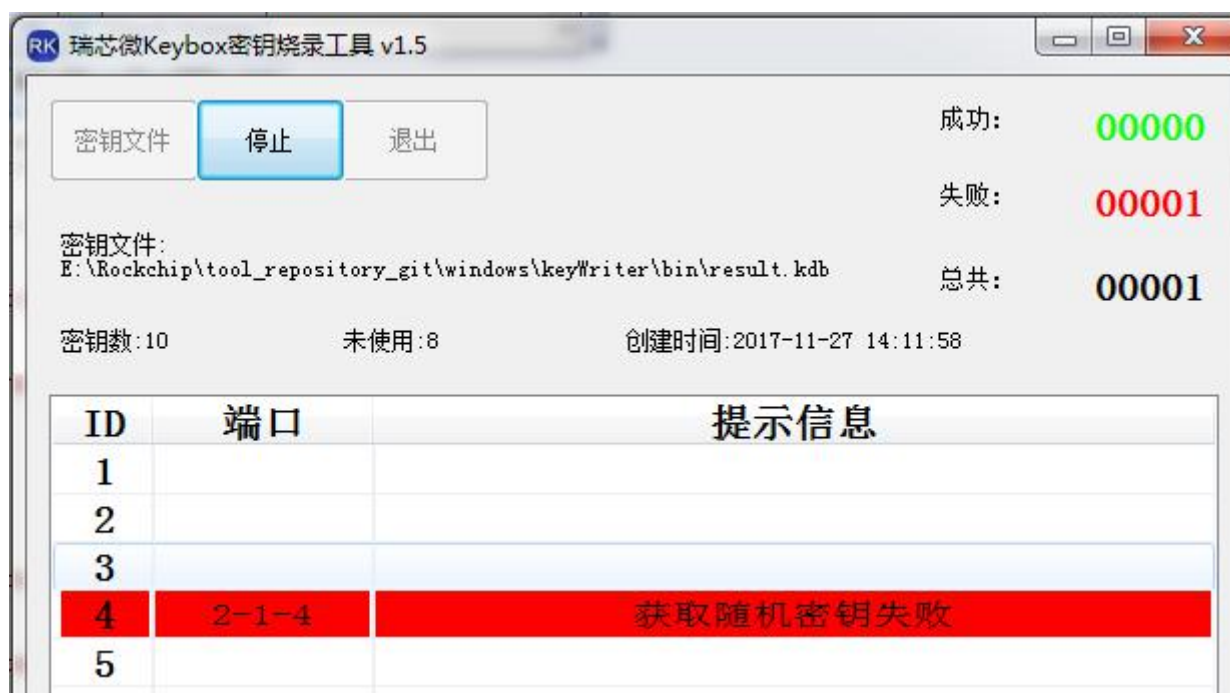 RK 瑞芯微Keybox密钥烧录工具 v1.5
密钥文件 停止 退出
成功: 00000
失败: 00001
密钥文件:
E:\Rockchip\tool_repository_git\windows\keyWriter\bin\result.kdb
总共: 00001
密钥数:10 未使用:8 创建时间:2017-11-27 14:11:58
ID 端口 提示信息
1
2
3
4 2-1-4 获取随机密钥失败
5